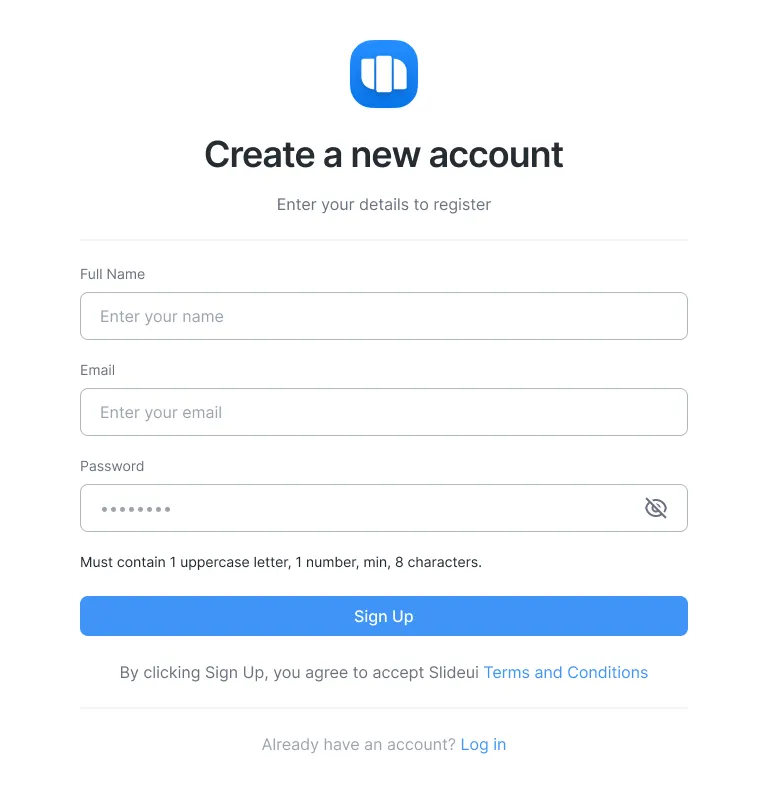 Create a new account
Enter your details to register
Full Name
Enter your name
Email
Enter your email
Password
••••••••
Must contain 1 uppercase letter, 1 number, min, 8 characters.
Sign Up
By clicking Sign Up, you agree to accept Slideui Terms and Conditions
Already have an account? Log in